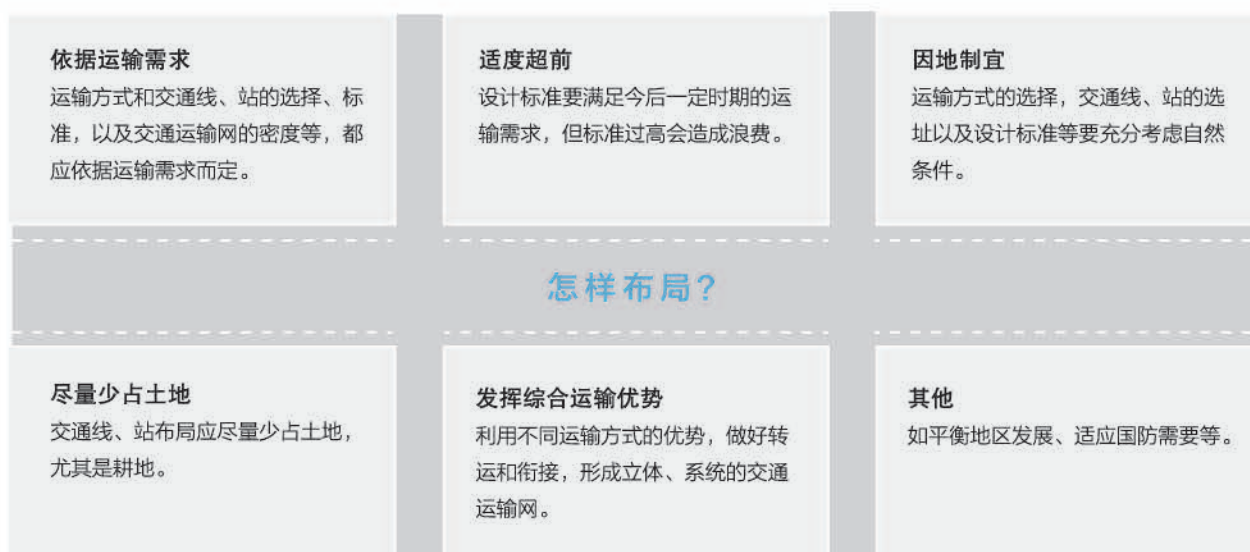 依据运输需求
运输方式和交通线、站的选择、标
准，以及交通运输网的密度等，都
应依据运输需求而定。
适度超前
设计标准要满足今后一定时期的运
输需求，但标准过高会造成浪费。
因地制宜
运输方式的选择，交通线、站的选
址以及设计标准等要充分考虑自然
条件。
怎样布局?
尽量少占土地
交通线、站布局应尽量少占土地，
尤其是耕地。
发挥综合运输优势
利用不同运输方式的优势，做好转
运和衔接，形成立体、系统的交通
运输网。
其他
如平衡地区发展、适应国防需要等。